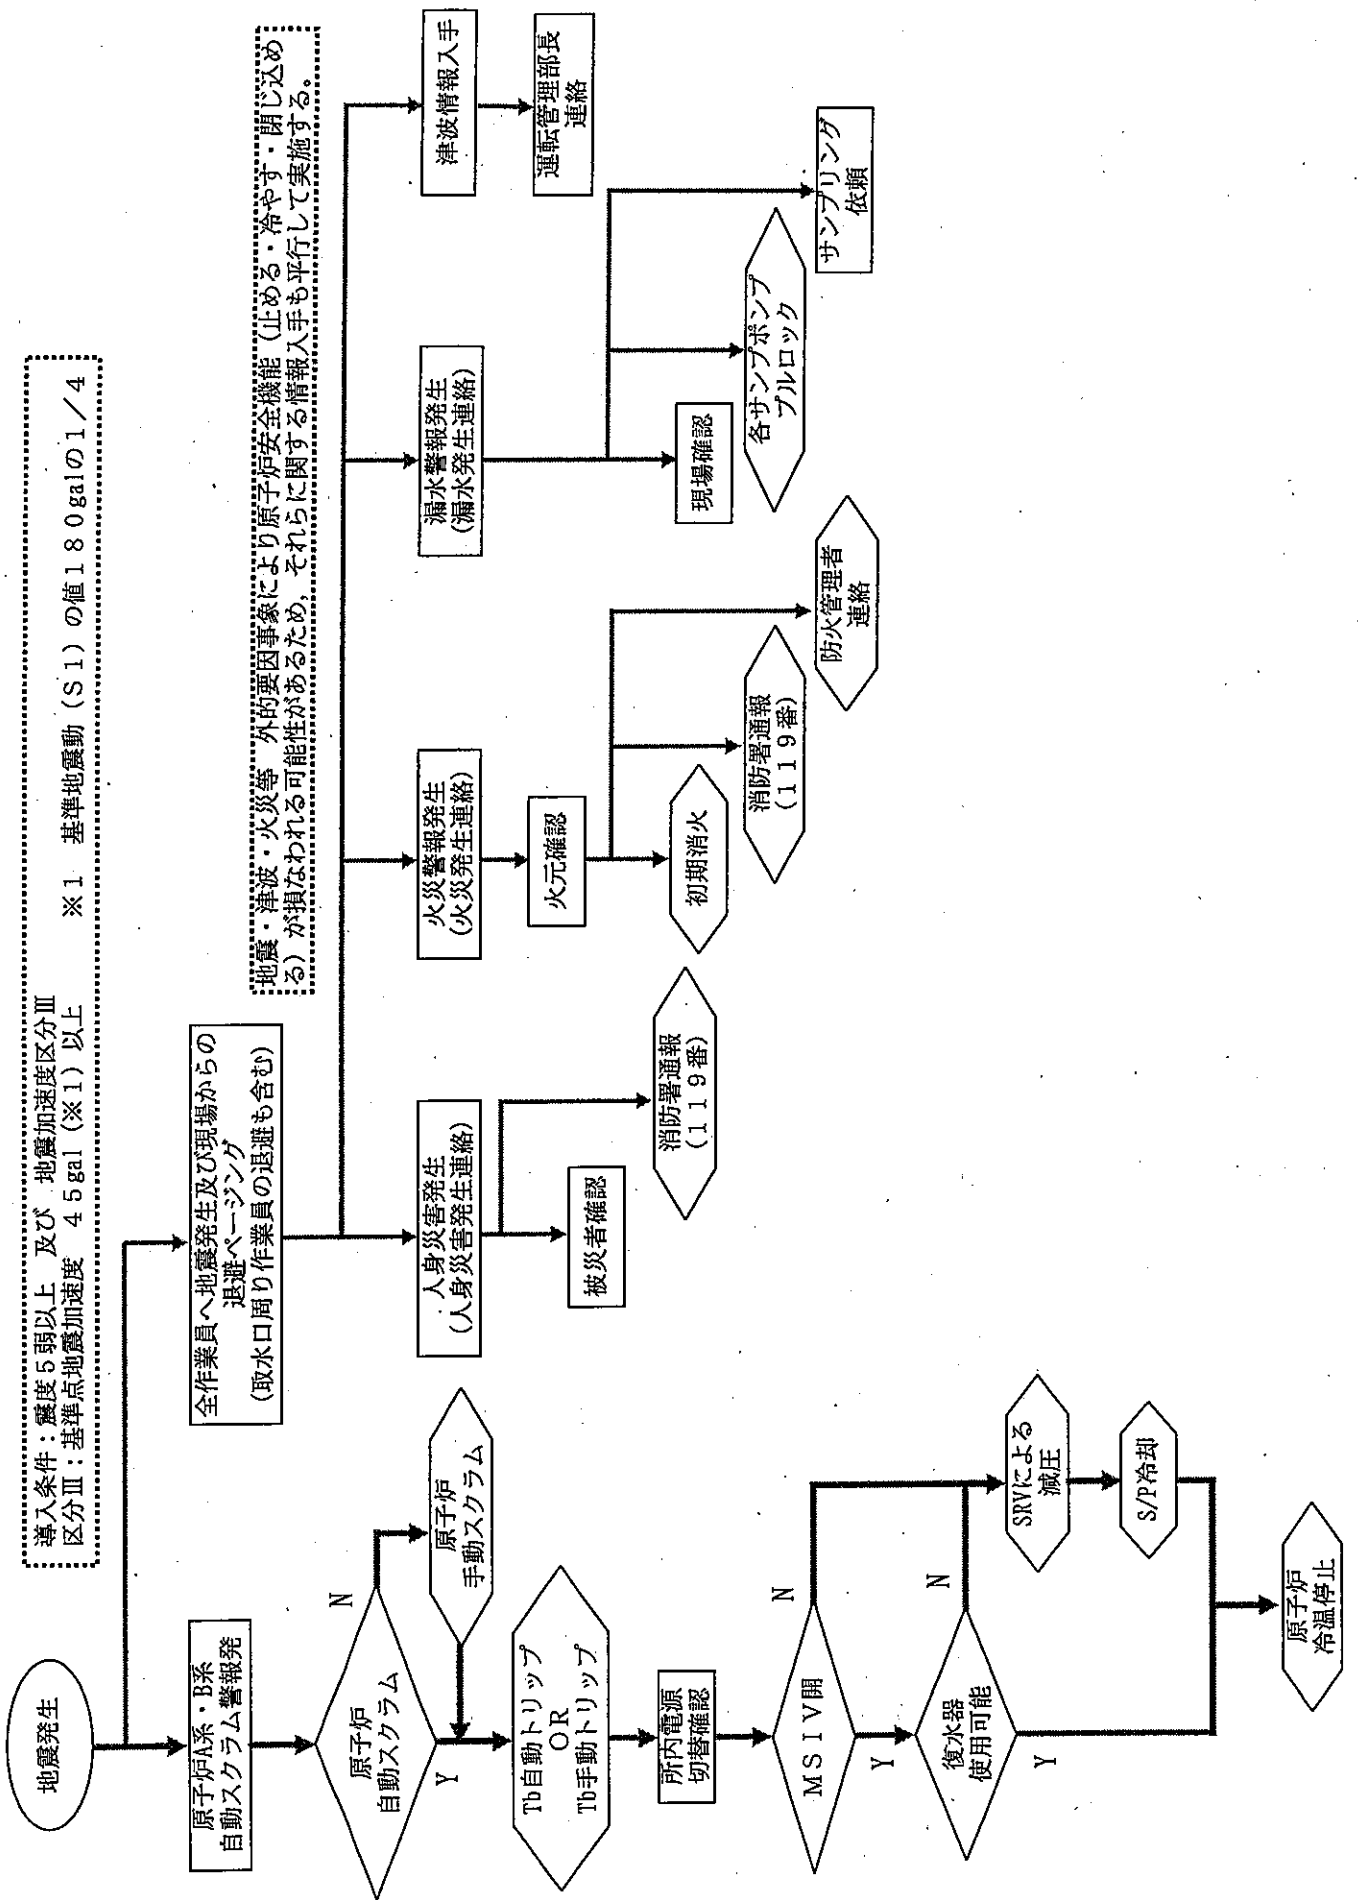 導入条件：震度５弱以上　及び　地震加速度区分Ⅲ
区分Ⅲ：基準点地震加速度　４５gal（※１）以上　　※１　基準地震動（Ｓ１）の値１８０galの１／４
地震発生
地震・津波・火災等　外的要因事象により原子炉安全機能（止める・冷やす・閉じ込め
る）が損なわれる可能性があるため，それらに関する情報入手も平行して実施する。
原子炉A系・B系
自動スクラム警報発
全作業員へ地震発生及び現場からの
退避ページング
（取水口周り作業員の退避も含む）
原子炉
自動スクラム
N
Y
原子炉
手動スクラム
Tb自動トリップ
OR
Tb手動トリップ
所内電源
切替確認
MSIV開
N
Y
復水器
使用可能
N
Y
SRVによる
減圧
S/P冷却
原子炉
冷温停止
人身災害発生
（人身災害発生連絡）
被災者確認
消防署通報
（１１９番）
火災警報発生
（火災発生連絡）
火元確認
初期消火
消防署通報
（１１９番）
防火管理者
連絡
漏水警報発生
（漏水発生連絡）
現場確認
各サンプポンプ
プルロック
サンプリング
依頼
津波情報入手
運転管理部長
連絡